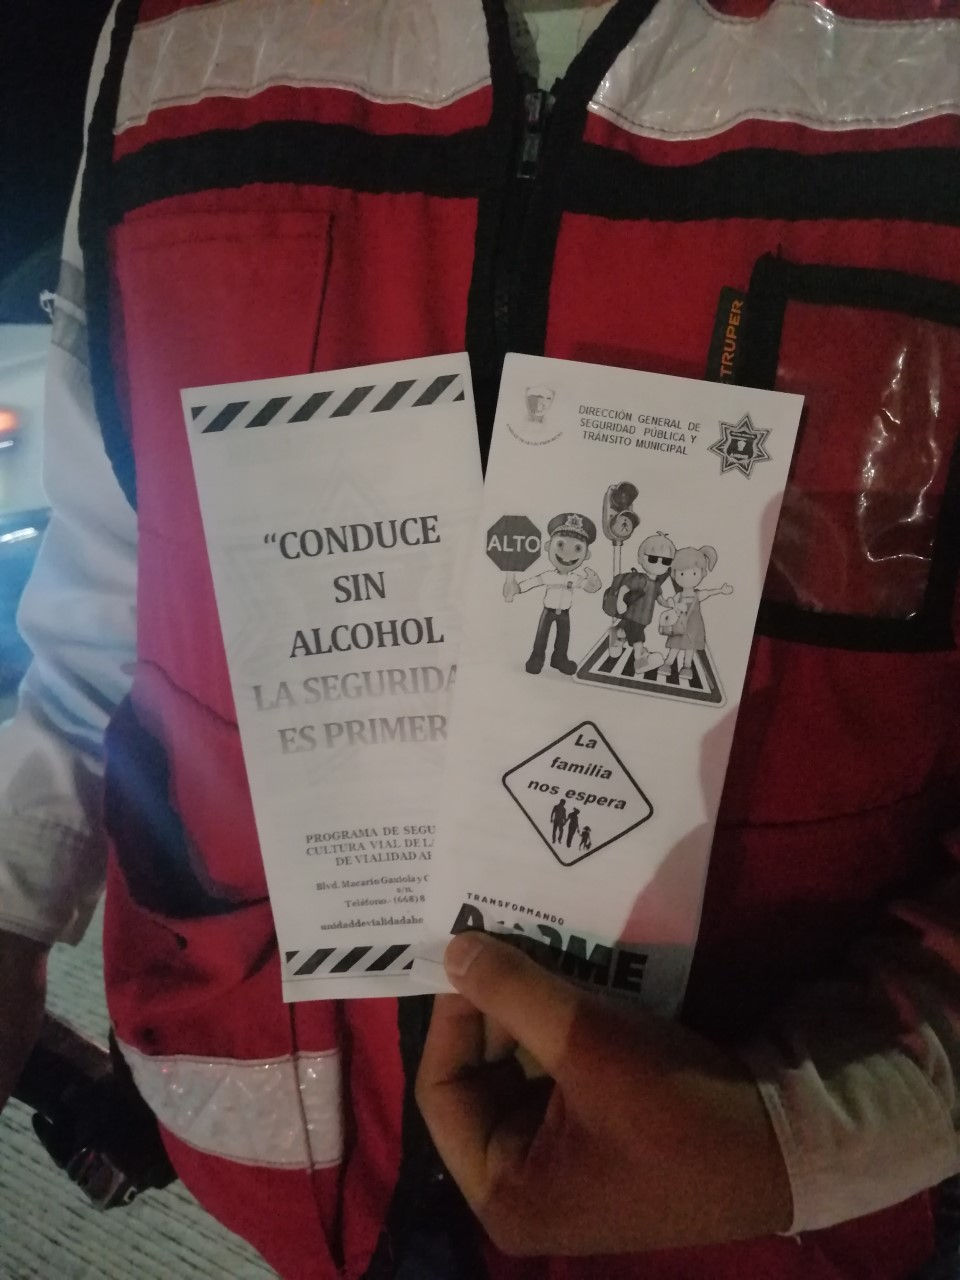 TRUPER
“CONDUCE
SIN
ALCOHOL
LA SEGURIDA
ES PRIMER
PROGRAMA DE SEGU
CULTURA VIAL DE LA
DE VIALIDAD
Blvd. Macario Gaxiola y
s/n.
Teléfono.- (668) 8
unidaddevialidadaho
DIRECCIÓN GENERAL DE
SEGURIDAD PÚBLICA Y
TRÁNSITO MUNICIPAL
ALTO
La
familia
nos espera
TRANSFORMANDO